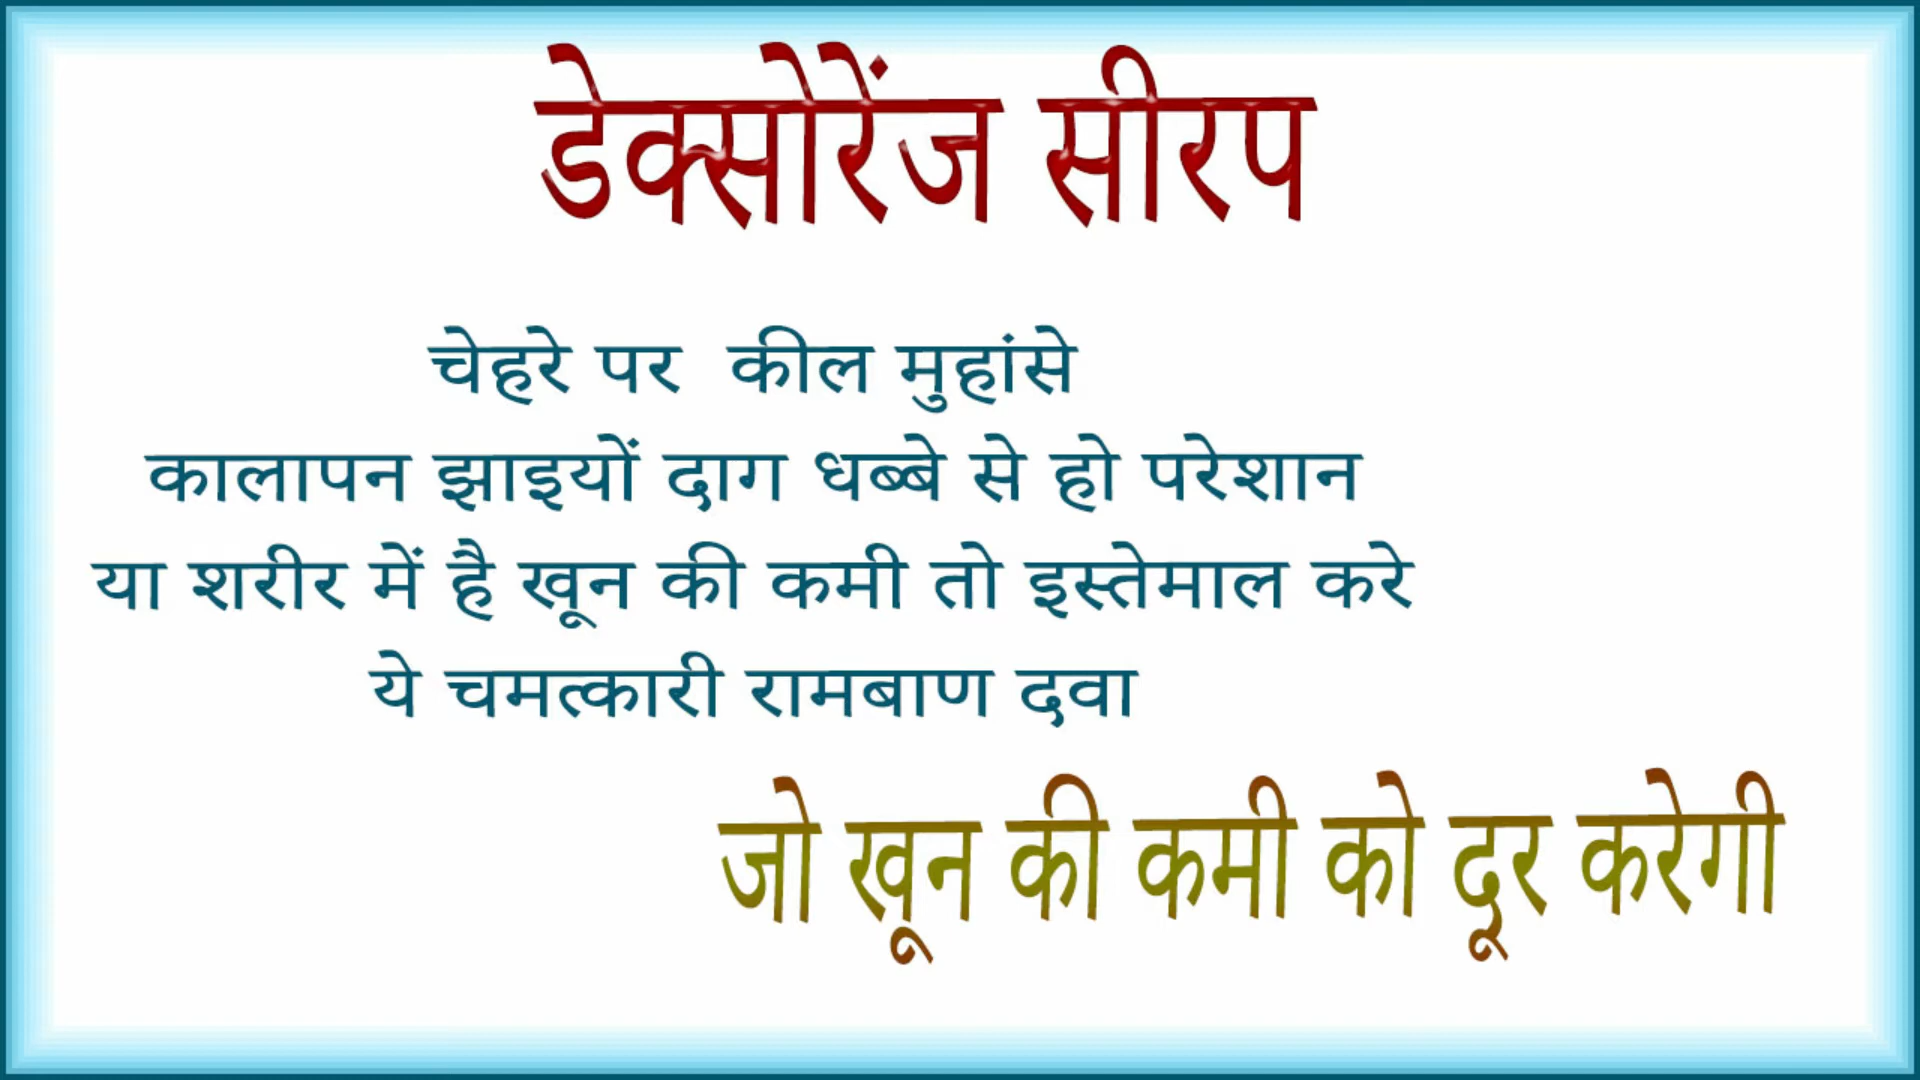 डेक्सोरेंज सीरप
चेहरे पर कील मुहांसे
कालापन झाइयों दाग धब्बे से हो परेशान
या शरीर में है खून की कमी तो इस्तेमाल करे
ये चमत्कारी रामबाण दवा
जो खून की कमी को दूर करेगी